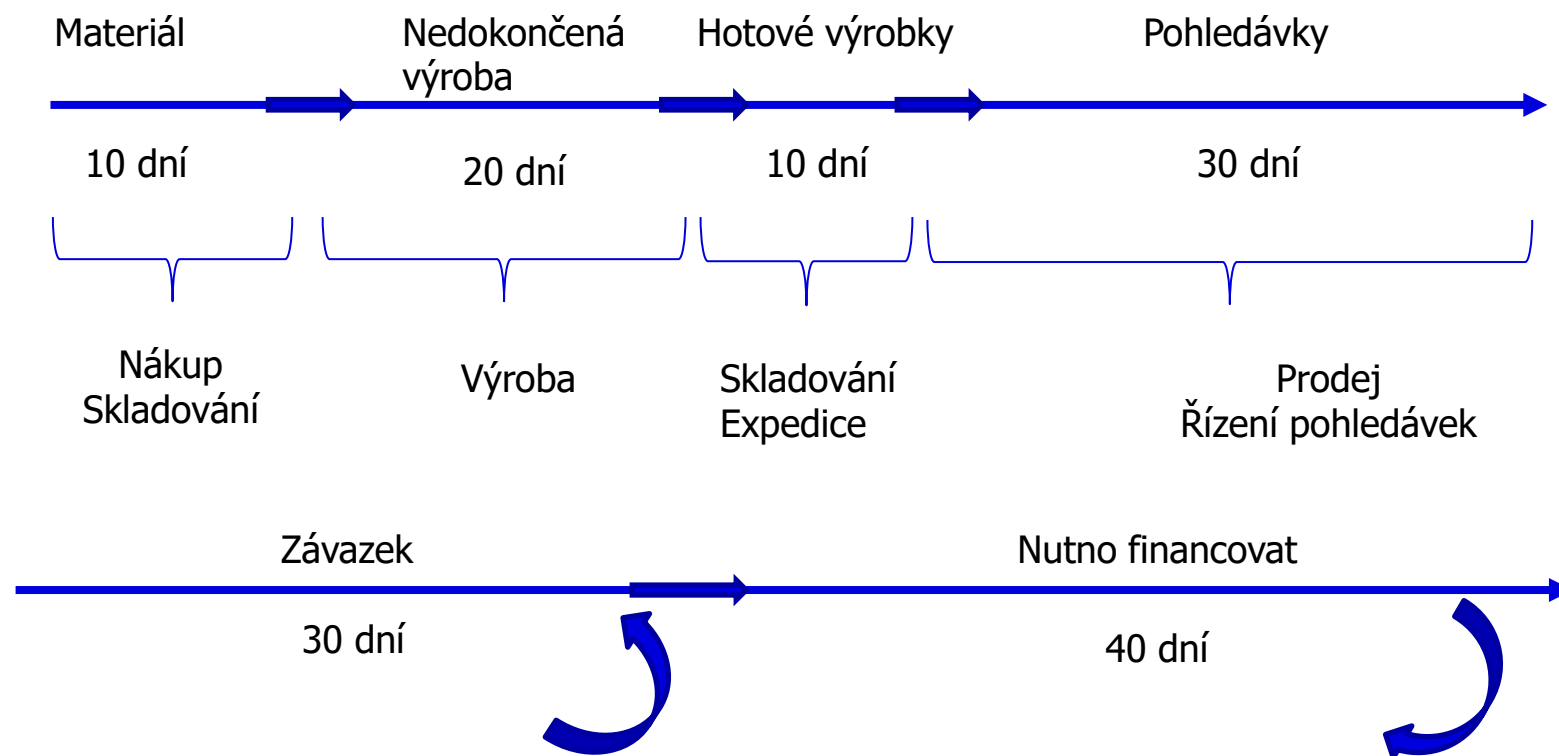 Materiál
Nedokončená
výroba
Hotové výrobky
Pohledávky
10 dní
20 dní
10 dní
30 dní
Nákup
Skladování
Výroba
Skladování
Expedice
Prodej
Řízení pohledávek
Závazek
Nutno financovat
30 dní
40 dní